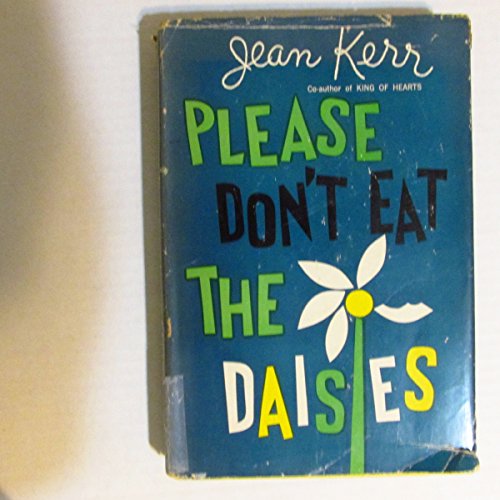 Jean Kerr
Co-author of KING OF HEARTS
PLEASE
DON'T EAT
THE
DAISIES